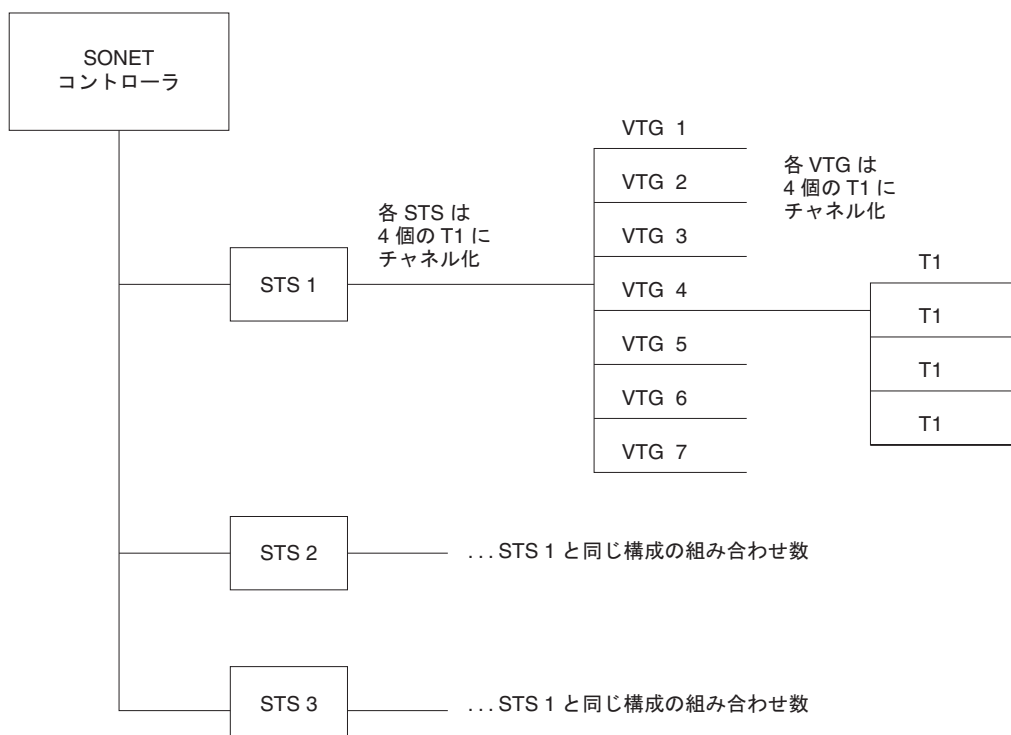 SONET
コントローラ
VTG 1
VTG 2
VTG 3
VTG 4
VTG 5
VTG 6
VTG 7
各 VTG は
4 個の T1 に
チャネル化
各 STS は
4 個の T1 に
チャネル化
STS 1
T1
T1
T1
T1
STS 2
. . . STS 1 と同じ構成の組み合わせ数
STS 3
. . . STS 1 と同じ構成の組み合わせ数